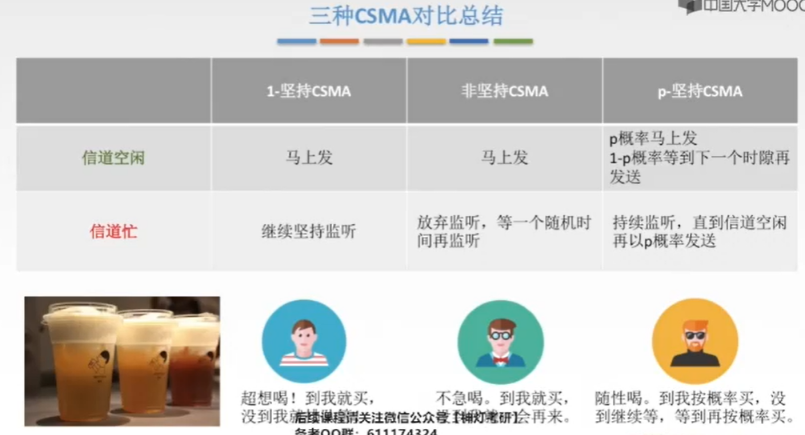 三种CSMA对比总结
中国大学MOOC
1-坚持CSMA 非坚持CSMA p-坚持CSMA
信道空闲 马上发 马上发 p概率马上发
1-p概率等到下一个时隙再
发送
信道忙 继续坚持监听 放弃监听，等一个随机时
间再监听 持续监听，直到信道空闲
再以p概率发送
超想喝！到我就买， 不急喝。到我就买， 随性喝。到我按概率买，没
没到我就 会再来。 到继续等，等到再按概率买。
后续课程请关注微信公众号【神灯考研】
备考QQ群：611174324